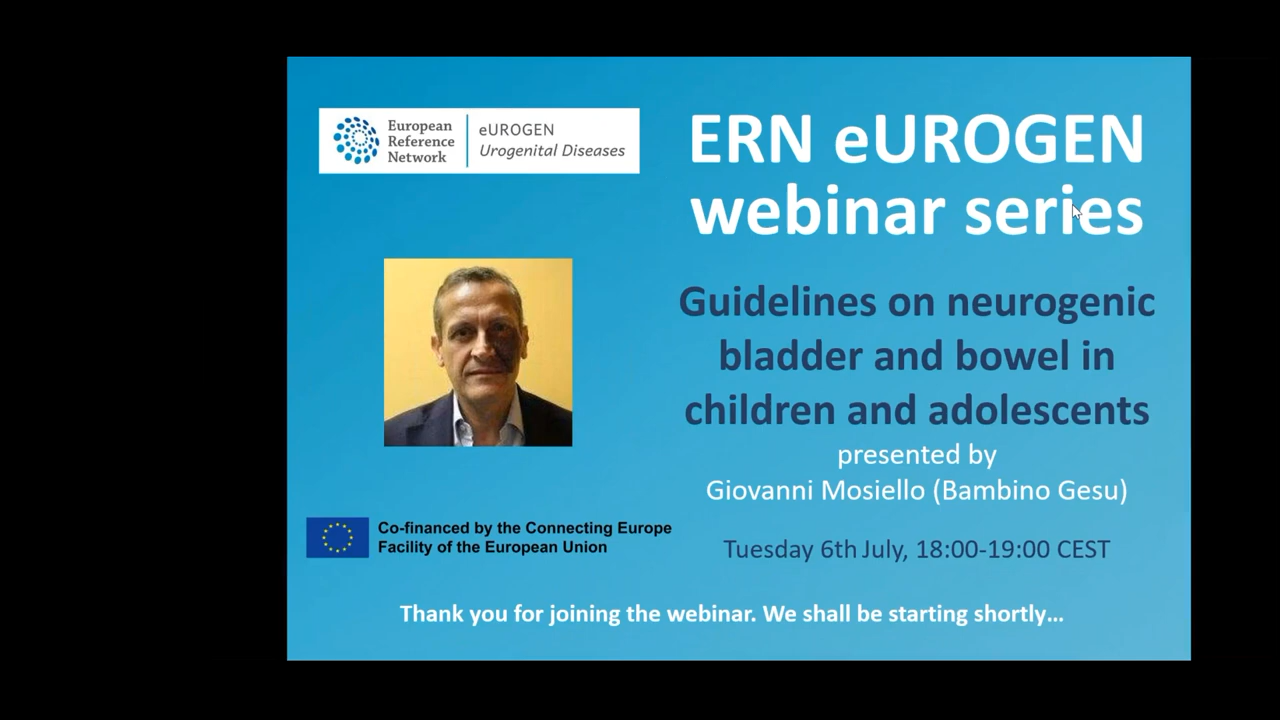 European
Reference
Network
eUROGEN
Urogenital Diseases
ERN eUROGEN
webinar series
Guidelines on neurogenic
bladder and bowel in
children and adolescents
presented by
Giovanni Mosiello (Bambino Gesu)
Co-financed by the Connecting Europe
Facility of the European Union
Tuesday 6th July, 18:00-19:00 CEST
Thank you for joining the webinar. We shall be starting shortly...